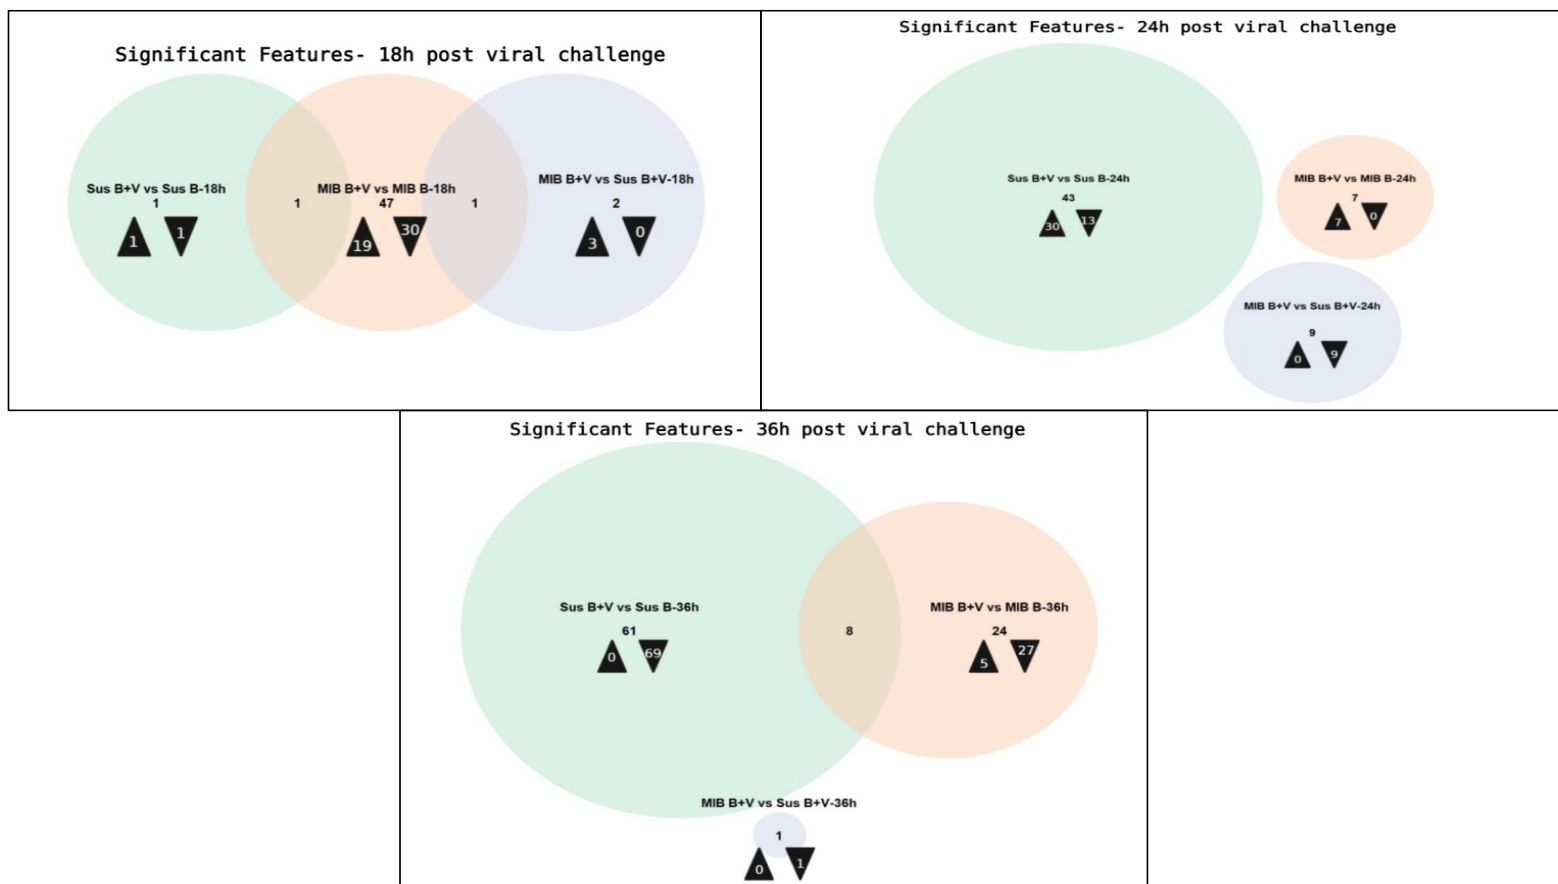 Significant Features- 18h post viral challenge
Sus B+V vs Sus B-18h
1
1 1
1
MIB B+V vs MIB B-18h
47
19 30
1
MIB B+V vs Sus B+V-18h
2
3 0
Significant Features- 24h post viral challenge
Sus B+V vs Sus B-24h
43
30 13
MIB B+V vs MIB B-24h
7
7 0
MIB B+V vs Sus B+V-24h
9
0 9
Significant Features- 36h post viral challenge
Sus B+V vs Sus B-36h
61
0 69
8
MIB B+V vs MIB B-36h
24
5 27
MIB B+V vs Sus B+V-36h
1
0 1